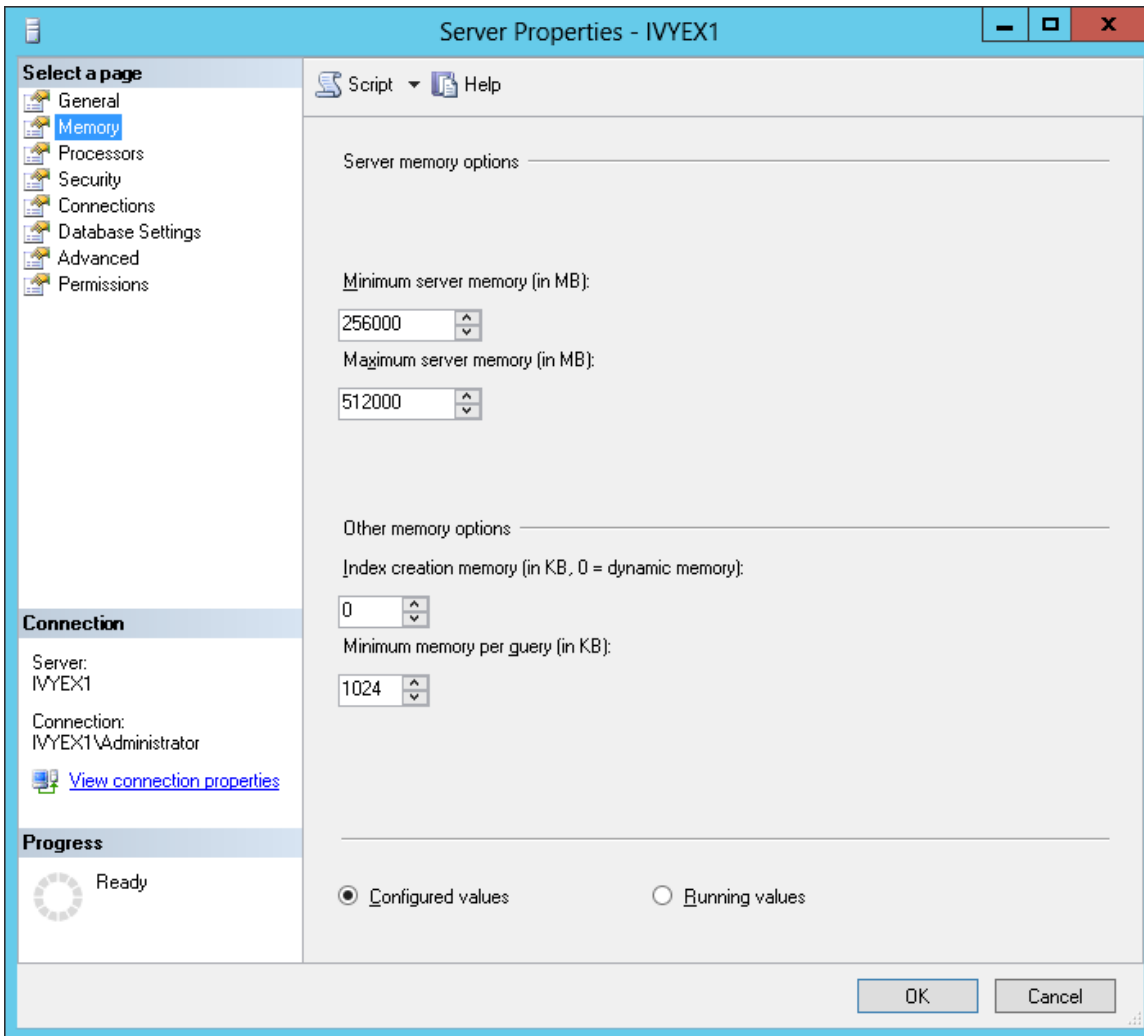 Server Properties - IVYEX1
Select a page
General
Memory
Processors
Security
Connections
Database Settings
Advanced
Permissions
Connection
Server:
IVYEX1
Connection:
IVYEX1\Administrator
View connection properties
Progress
Ready
Script
Help
Server memory options
Minimum server memory (in MB):
256000
Maximum server memory (in MB):
512000
Other memory options
Index creation memory (in KB, 0 = dynamic memory):
0
Minimum memory per query (in KB):
1024
Configured values
Running values
OK
Cancel